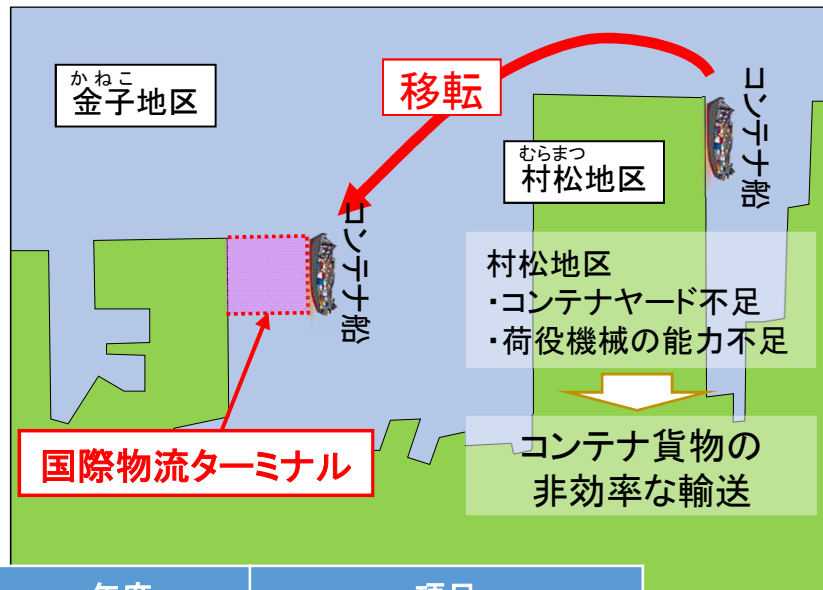 かねこ
金子地区
移転
コンテナ船
むらまつ
村松地区
コンテナ船
村松地区
・コンテナヤード不足
・荷役機械の能力不足
国際物流ターミナル
コンテナ貨物の
非効率な輸送